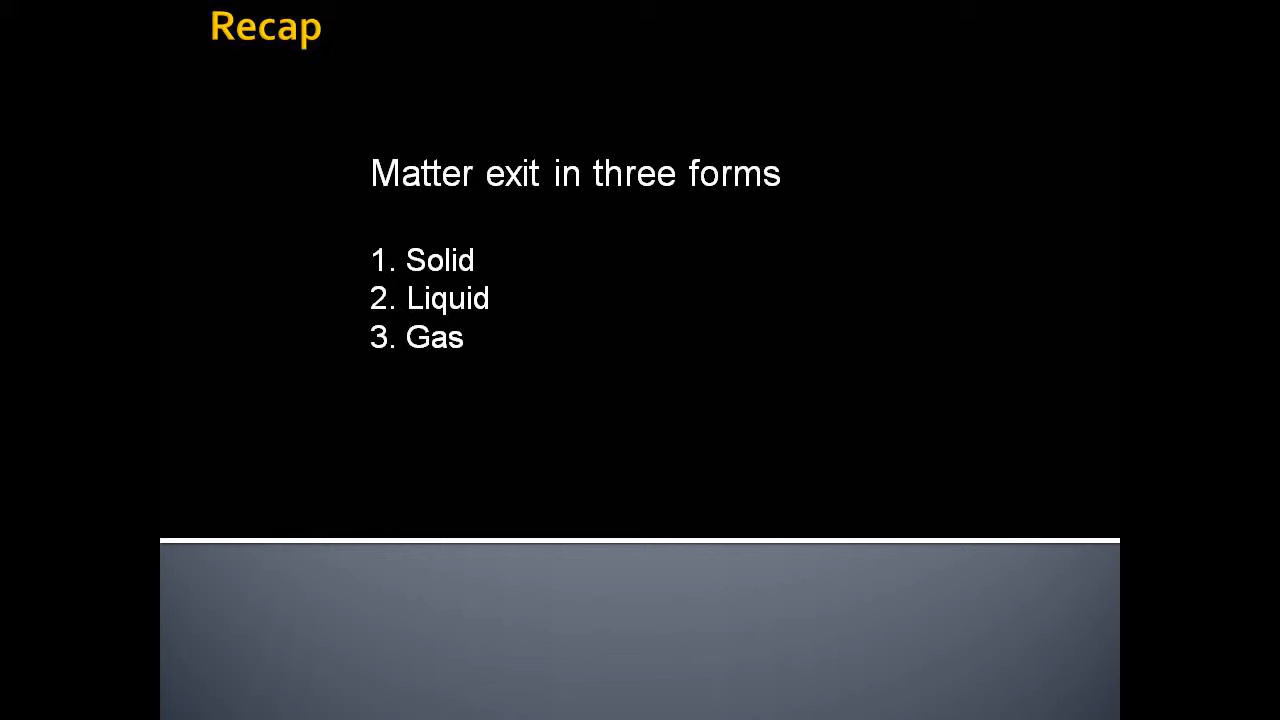 Recap
Matter exit in three forms
1. Solid
2. Liquid
3. Gas